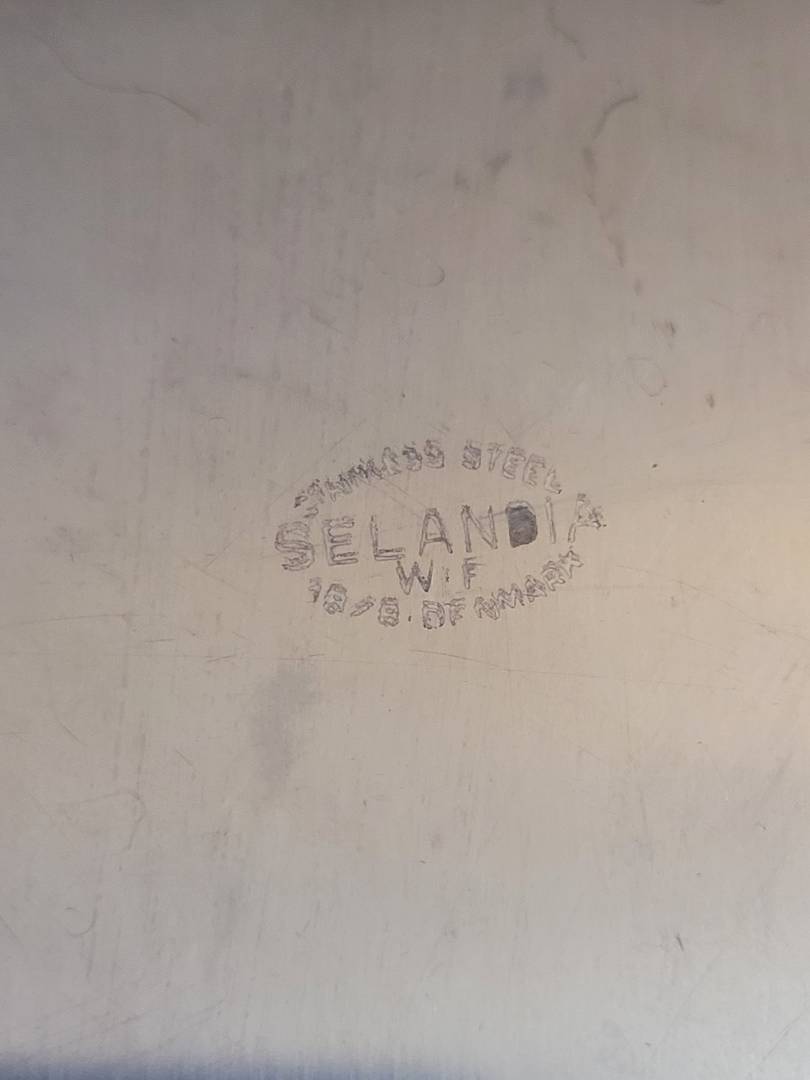 STAINLESS STEEL
SELANDIA
W.F
18/8. DENMARK